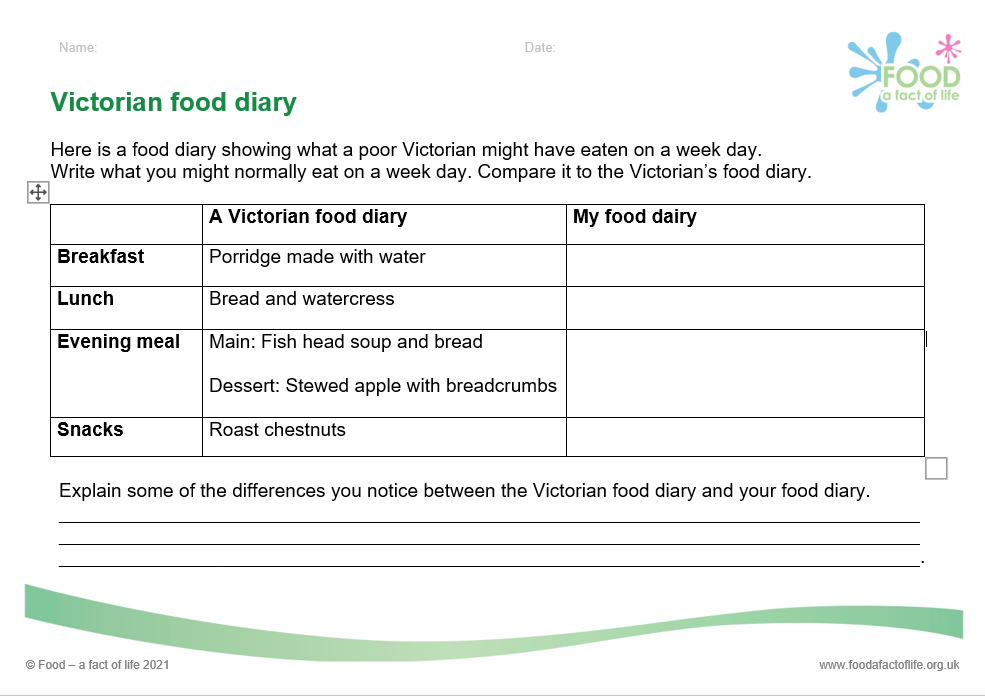 Name: Date:
FOOD
a fact of life
Victorian food diary
Here is a food diary showing what a poor Victorian might have eaten on a week day.
Write what you might normally eat on a week day. Compare it to the Victorian's food diary.
A Victorian food diary My food dairy
Breakfast Porridge made with water
Lunch Bread and watercress
Evening meal Main: Fish head soup and bread
Dessert: Stewed apple with breadcrumbs
Snacks Roast chestnuts
Explain some of the differences you notice between the Victorian food diary and your food diary.
.
© Food – a fact of life 2021 www.foodafactoflife.org.uk